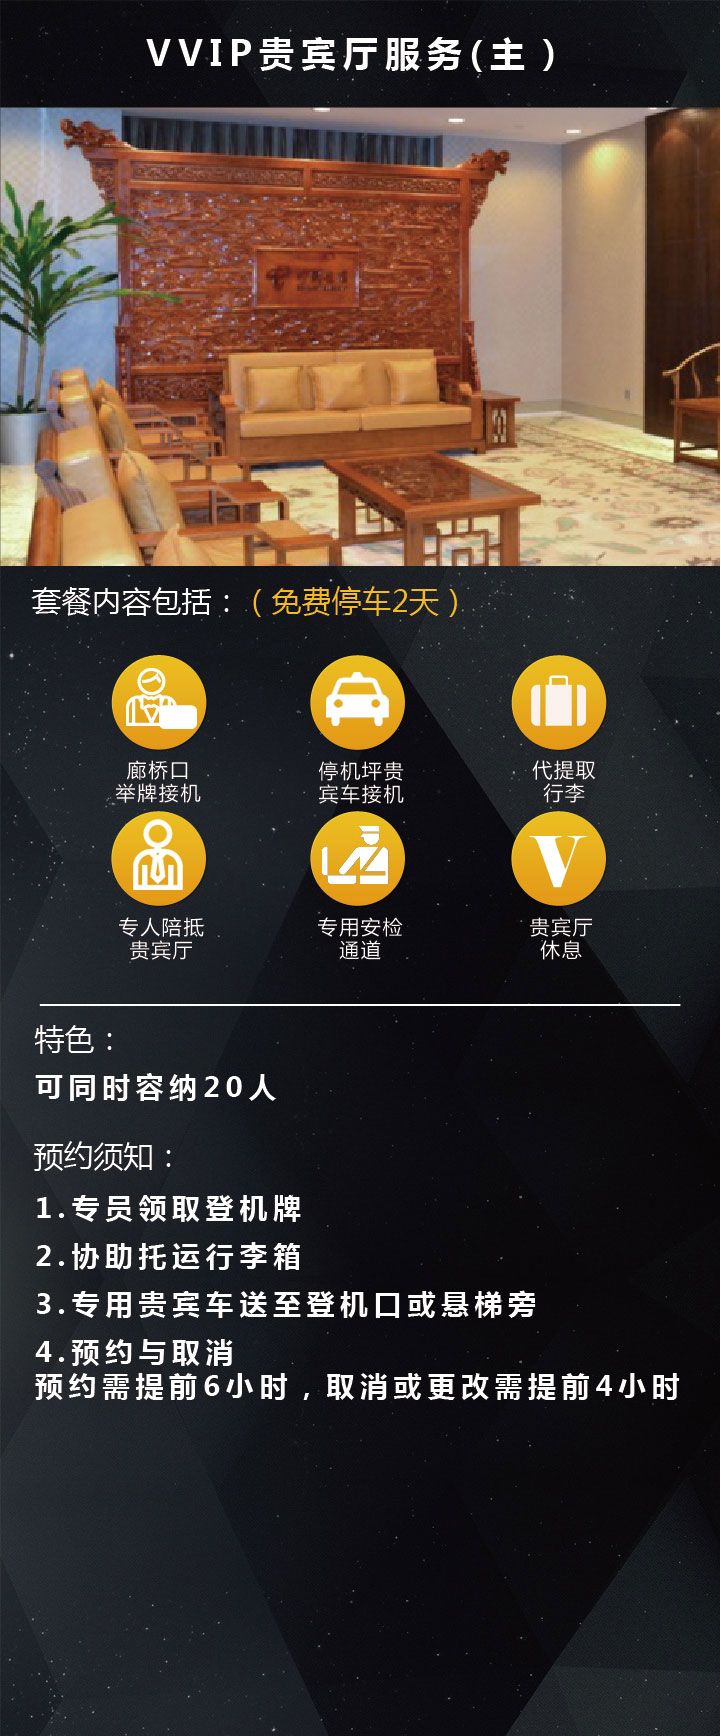 VVIP贵宾厅服务(主）
套餐内容包括：（免费停车2天）
廊桥口
举牌接机
停机坪贵
宾车接机
代提取
行李
专人陪抵
贵宾厅
专用安检
通道
V
贵宾厅
休息
特色：
可同时容纳20人
预约须知：
1.专员领取登机牌
2.协助托运行李箱
3.专用贵宾车送至登机口或悬梯旁
4.预约与取消
预约需提前6小时，取消或更改需提前4小时